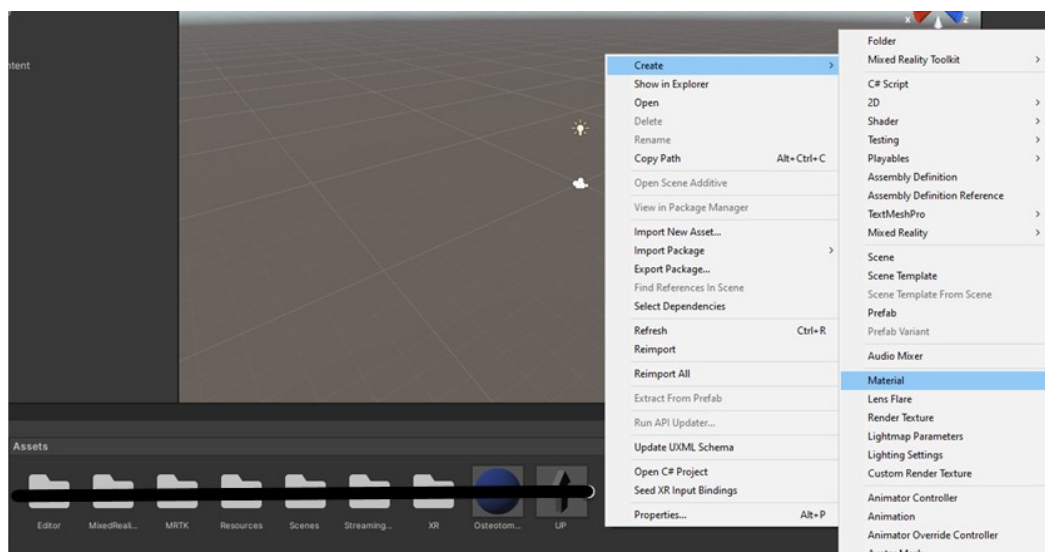 x
z
Folder
Mixed Reality Toolkit >
C# Script
2D >
Shader >
Testing >
Playables >
Assembly Definition
Assembly Definition Reference
TextMeshPro >
Mixed Reality >
Scene
Scene Template
Scene Template From Scene
Prefab
Prefab Variant
Audio Mixer
Material
Lens Flare
Render Texture
Lightmap Parameters
Lighting Settings
Custom Render Texture
Animator Controller
Animation
Animator Override Controller
Create >
Show in Explorer
Open
Delete
Rename
Copy Path Alt+Ctrl+C
Open Scene Additive
View in Package Manager
Import New Asset...
Import Package >
Export Package...
Find References In Scene
Select Dependencies
Refresh Ctrl+R
Reimport
Reimport All
Extract From Prefab
Run API Updater...
Update UXML Schema
Open C# Project
Seed XR Input Bindings
Properties... Alt+P
ntent
Assets
Editor
MixedReali...
MRTK
Resources
Scenes
Streaming...
XR
Osteotom...
UP